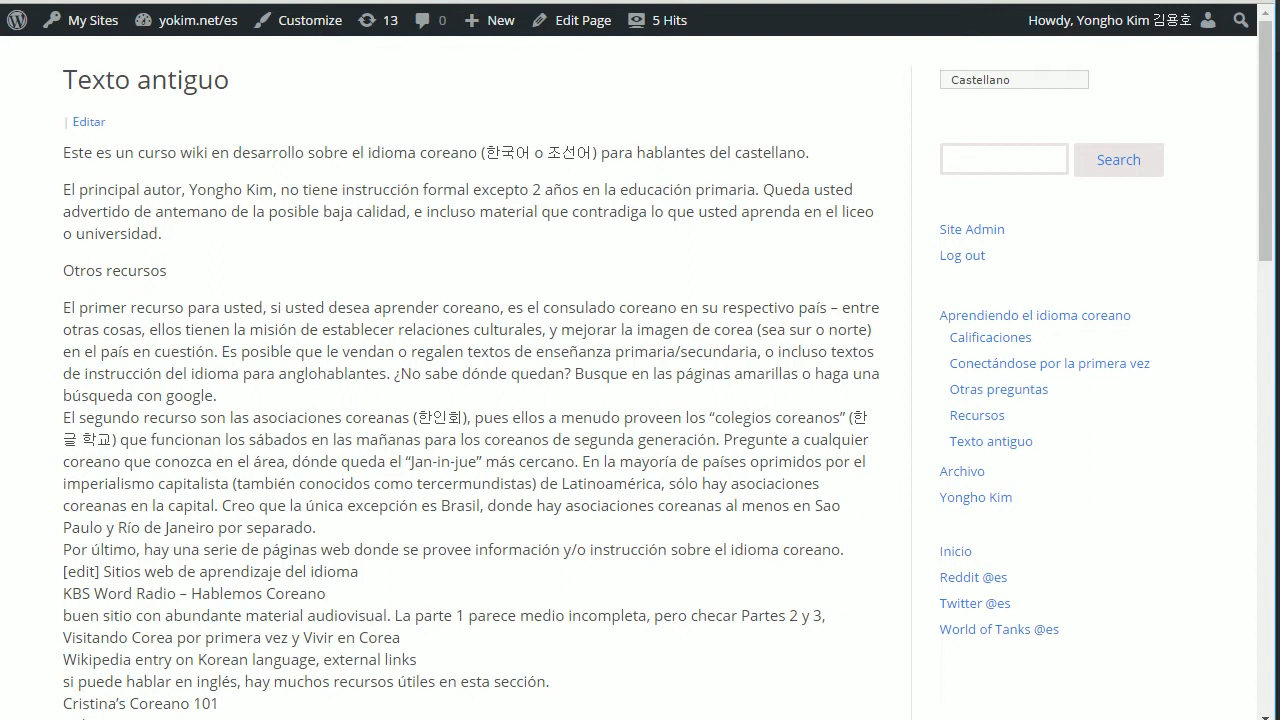 My Sites yokim.net/es Customize 13 0 New Edit Page 5 Hits Howdy, Yongho Kim 김용호
Texto antiguo
| Editar
Este es un curso wiki en desarrollo sobre el idioma coreano (한국어 o 조선어) para hablantes del castellano.
El principal autor, Yongho Kim, no tiene instrucción formal excepto 2 años en la educación primaria. Queda usted
advertido de antemano de la posible baja calidad, e incluso material que contradiga lo que usted aprenda en el liceo
o universidad.
Otros recursos
El primer recurso para usted, si usted desea aprender coreano, es el consulado coreano en su respectivo país – entre
otras cosas, ellos tienen la misión de establecer relaciones culturales, y mejorar la imagen de corea (sea sur o norte)
en el país en cuestión. Es posible que le vendan o regalen textos de enseñanza primaria/secundaria, o incluso textos
de instrucción del idioma para anglohablantes. ¿No sabe dónde quedan? Busque en las páginas amarillas o haga una
búsqueda con google.
El segundo recurso son las asociaciones coreanas (한인회), pues ellos a menudo proveen los “colegios coreanos” (한
글 학교) que funcionan los sábados en las mañanas para los coreanos de segunda generación. Pregunte a cualquier
coreano que conozca en el área, dónde queda el “Jan-in-jue” más cercano. En la mayoría de países oprimidos por el
imperialismo capitalista (también conocidos como tercermundistas) de Latinoamérica, sólo hay asociaciones
coreanas en la capital. Creo que la única excepción es Brasil, donde hay asociaciones coreanas al menos en Sao
Paulo y Río de Janeiro por separado.
Por último, hay una serie de páginas web donde se provee información y/o instrucción sobre el idioma coreano.
[edit] Sitios web de aprendizaje del idioma
KBS Word Radio – Hablemos Coreano
buen sitio con abundante material audiovisual. La parte 1 parece medio incompleta, pero checar Partes 2 y 3,
Visitando Corea por primera vez y Vivir en Corea
Wikipedia entry on Korean language, external links
si puede hablar en inglés, hay muchos recursos útiles en esta sección.
Cristina’s Coreano 101
Castellano
Search
Site Admin
Log out
Aprendiendo el idioma coreano
Calificaciones
Conectándose por la primera vez
Otras preguntas
Recursos
Texto antiguo
Archivo
Yongho Kim
Inicio
Reddit @es
Twitter @es
World of Tanks @es